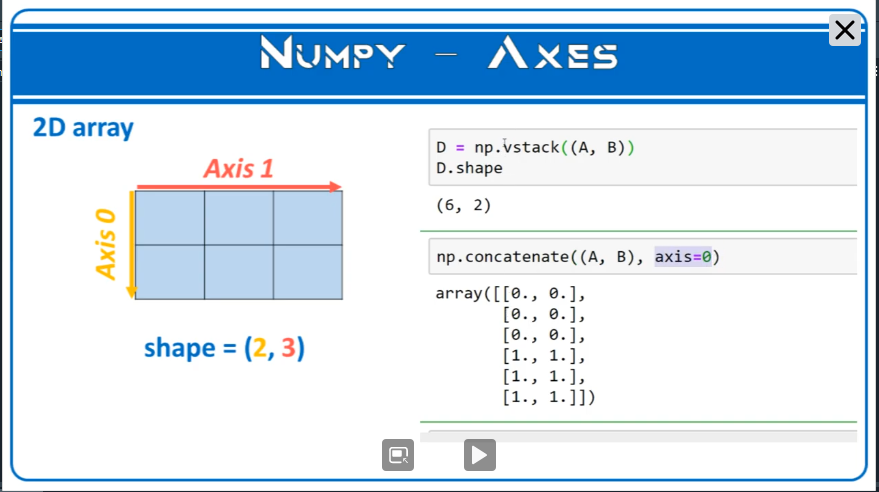 NUMPY – AXES
2D array
Axis 1
Axis 0
shape = (2, 3)
D = np.vstack((A, B))
D.shape
(6, 2)
np.concatenate((A, B), axis=0)
array([[0., 0.],
[0., 0.],
[0., 0.],
[1., 1.],
[1., 1.],
[1., 1.]])